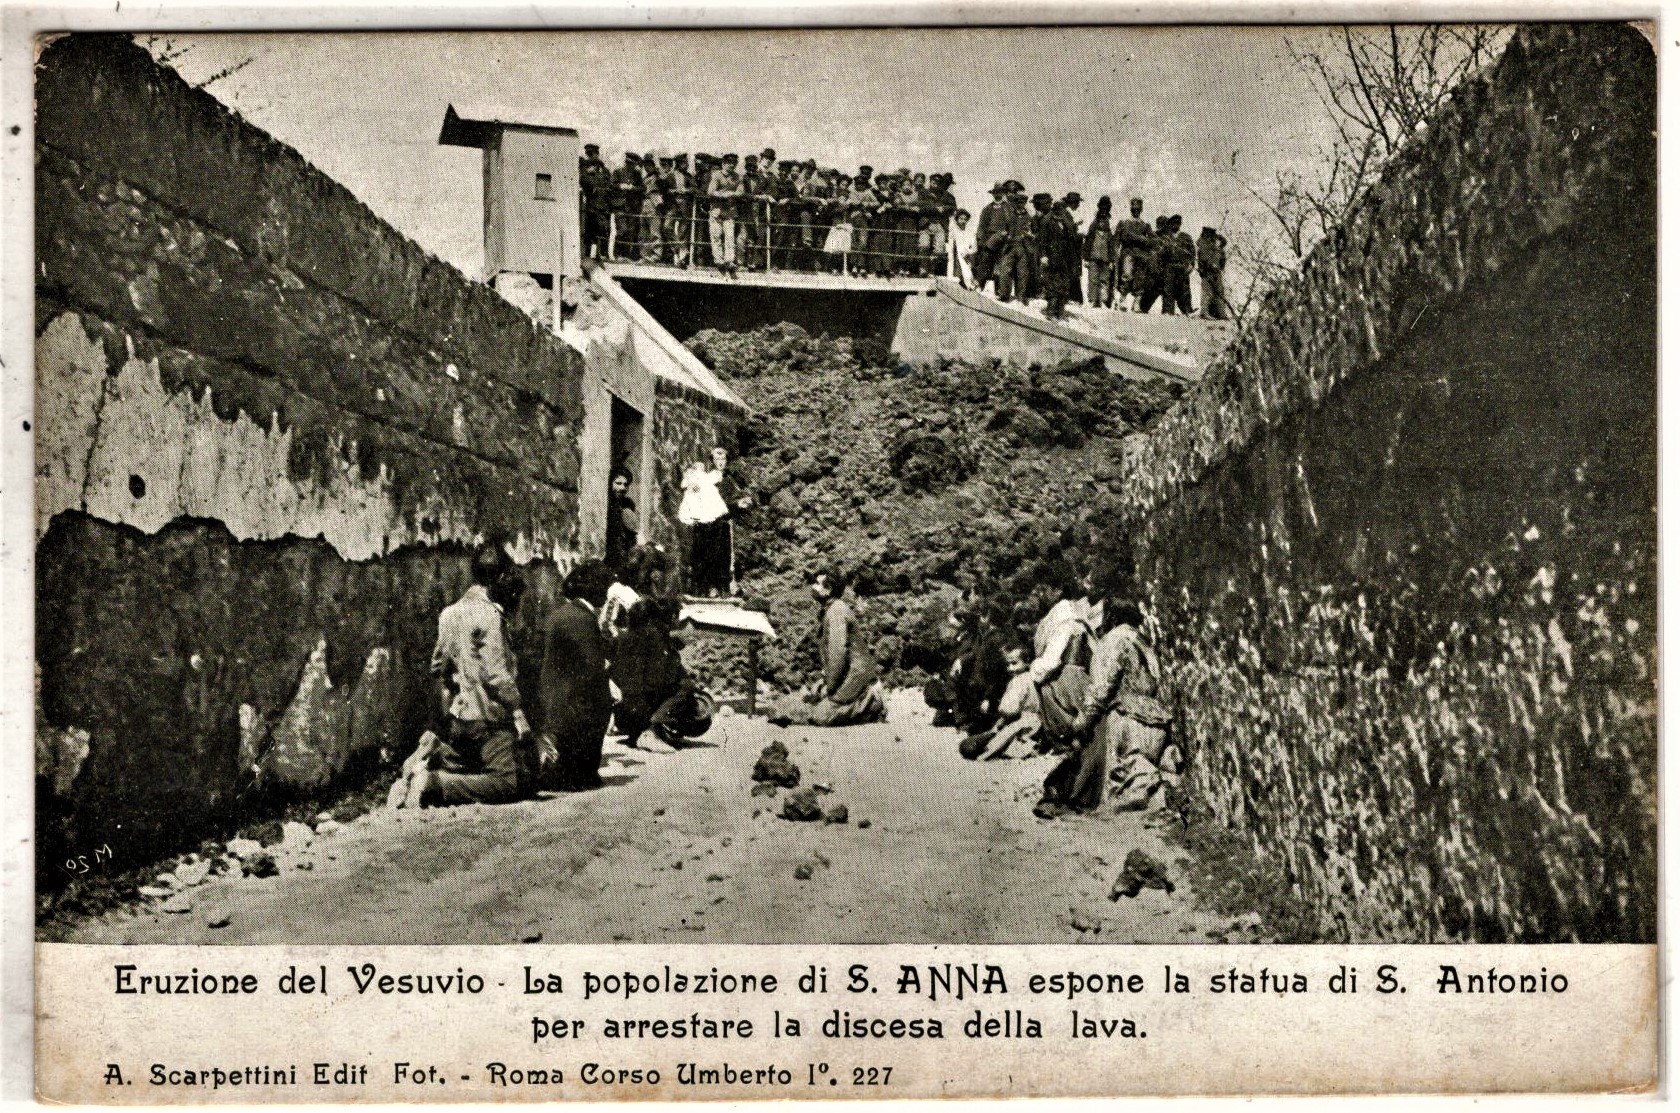 Eruzione del Vesuvio - La popolazione di S. ANNA espone la statua di S. Antonio
per arrestare la discesa della lava.
A. Scarpettini Edit Fot. - Roma Corso Umberto Iº. 227